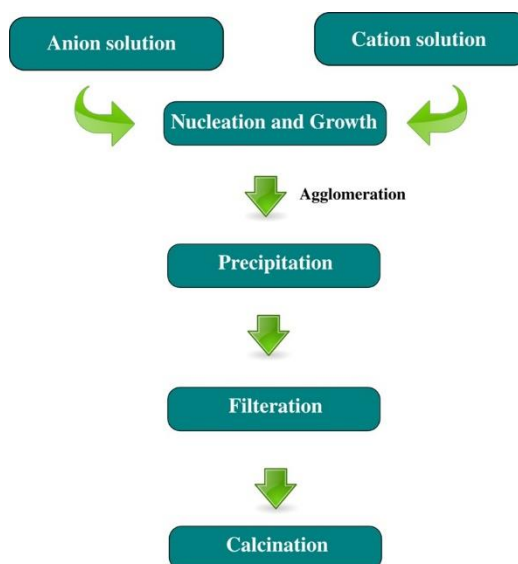 Anion solution
Cation solution
Nucleation and Growth
Agglomeration
Precipitation
Filteration
Calcination